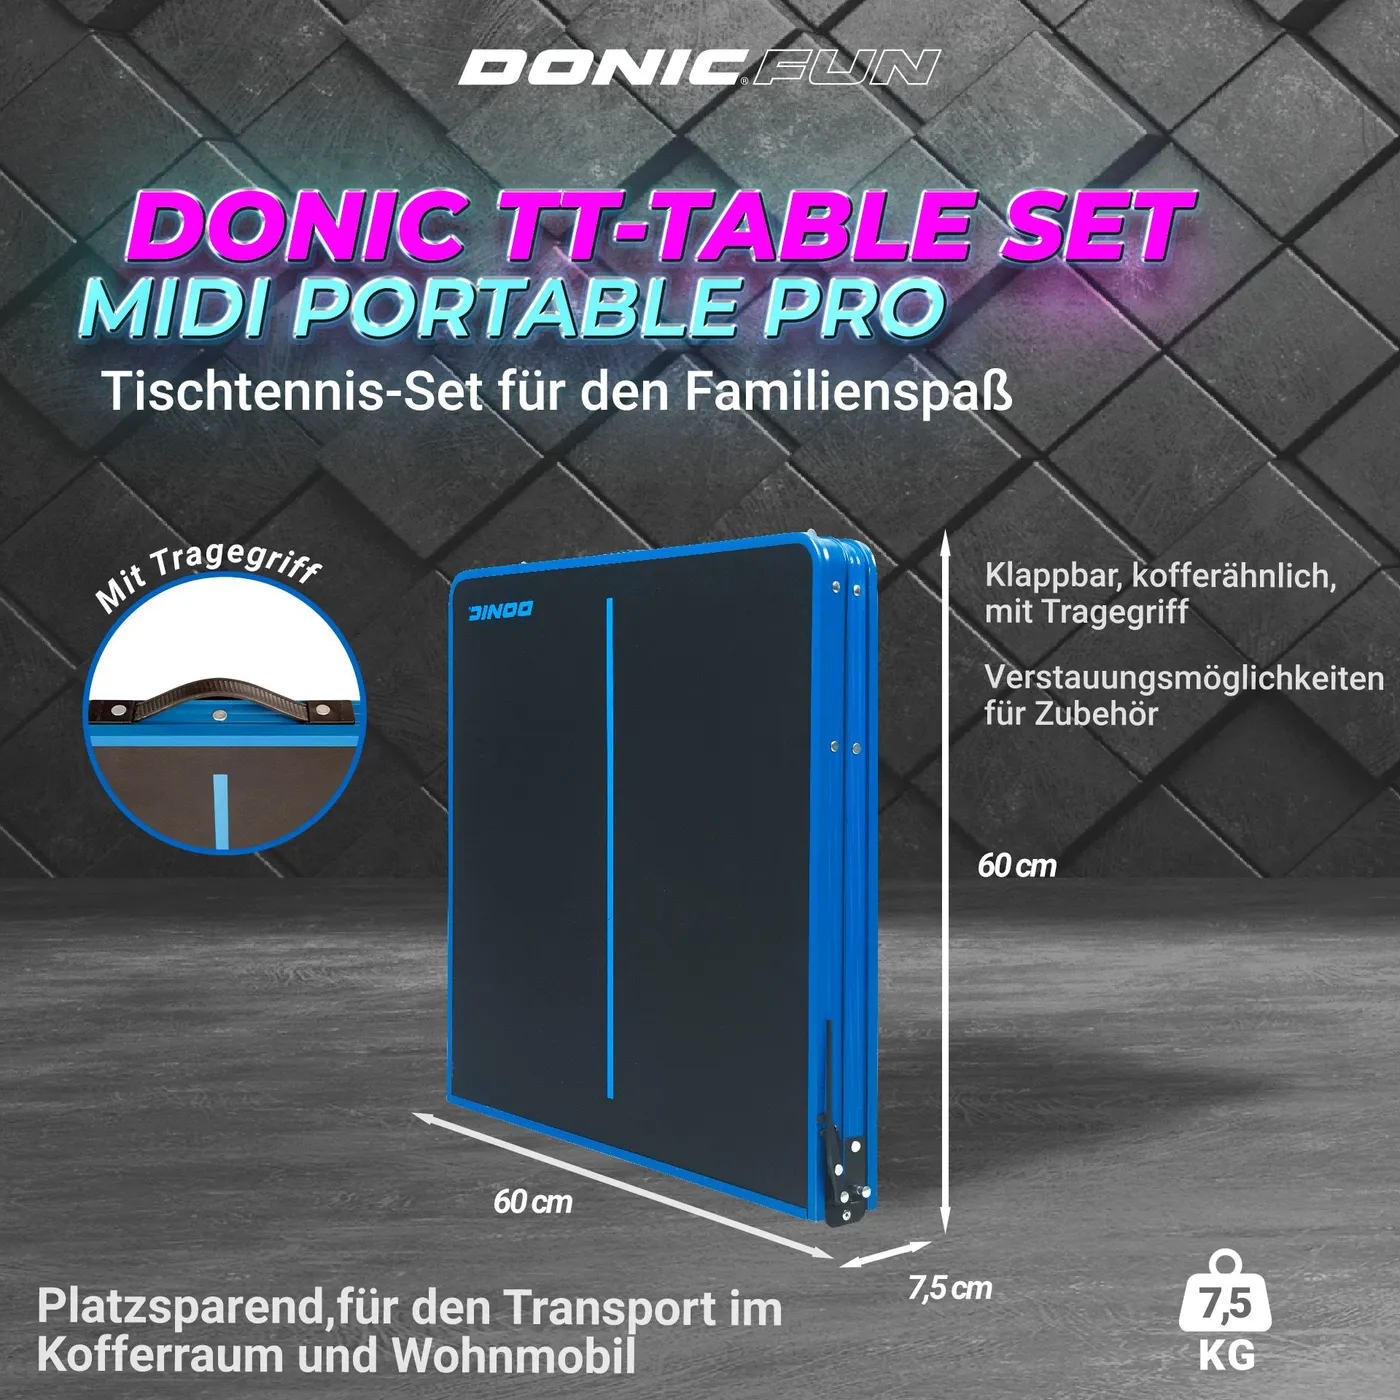 DONIC®FUN
DONIC TT-TABLE SET
MIDI PORTABLE PRO
Tischtennis-Set für den Familienspaß
Mit Tragegriff
DONIC
Klappbar, kofferähnlich,
mit Tragegriff
Verstauungsmöglichkeiten
für Zubehör
60 cm
60 cm
7,5 cm
Platzsparend,für den Transport im
Kofferraum und Wohnmobil
7,5
KG